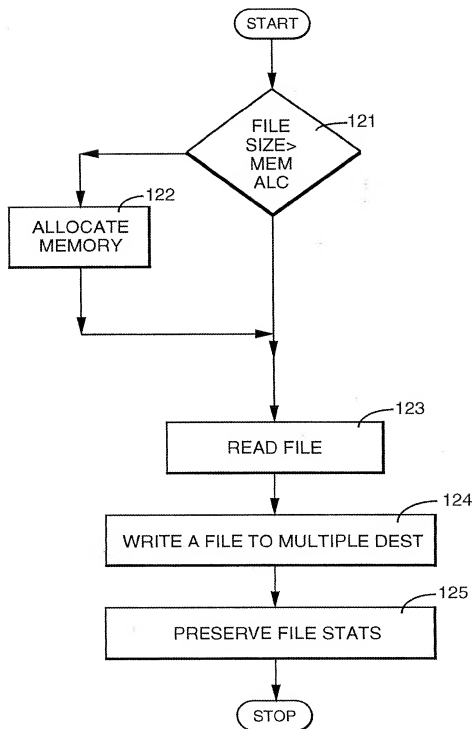 START
121
FILE
SIZE>
MEM
ALC
122
ALLOCATE
MEMORY
123
READ FILE
124
WRITE A FILE TO MULTIPLE DEST
125
PRESERVE FILE STATS
STOP